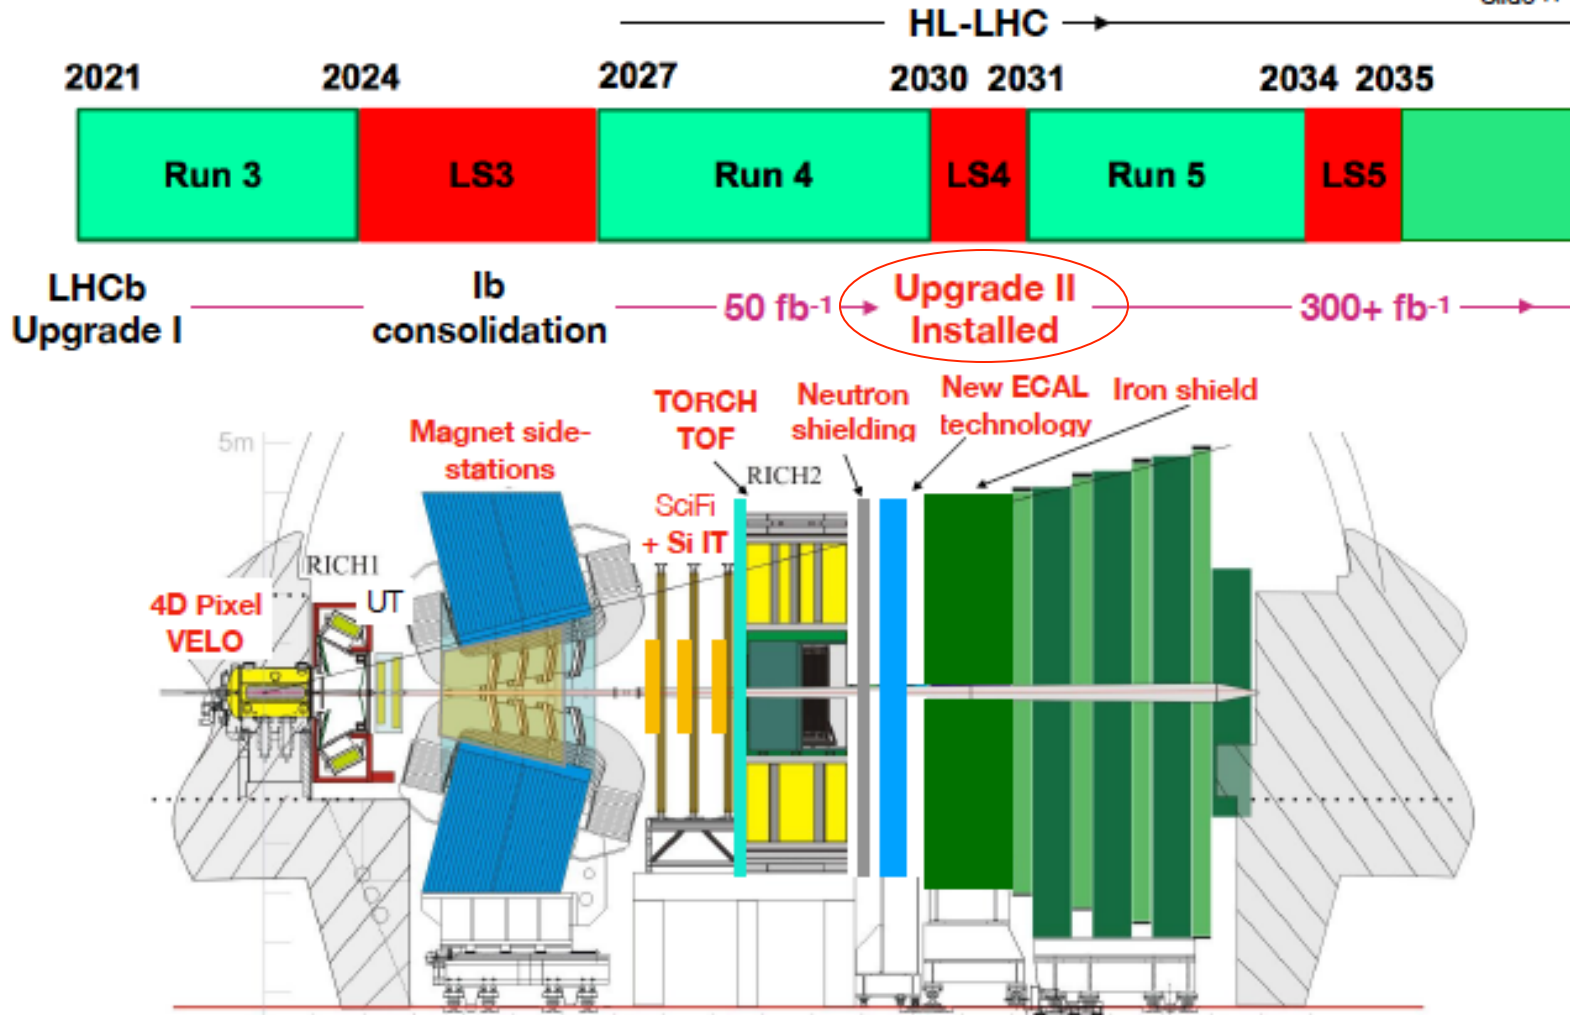 HL-LHC
2021 2024 2027 2030 2031 2034 2035
Run 3 LS3 Run 4 LS4 Run 5 LS5
LHCb
Upgrade I
Ib
consolidation
50 fb-1
Upgrade II
Installed
300+ fb-1
5m
Magnet side-
stations
TORCH
TOF
Neutron
shielding
New ECAL
technology
Iron shield
RICH2
SciFi
+ Si IT
RICH1
UT
4D Pixel
VELO